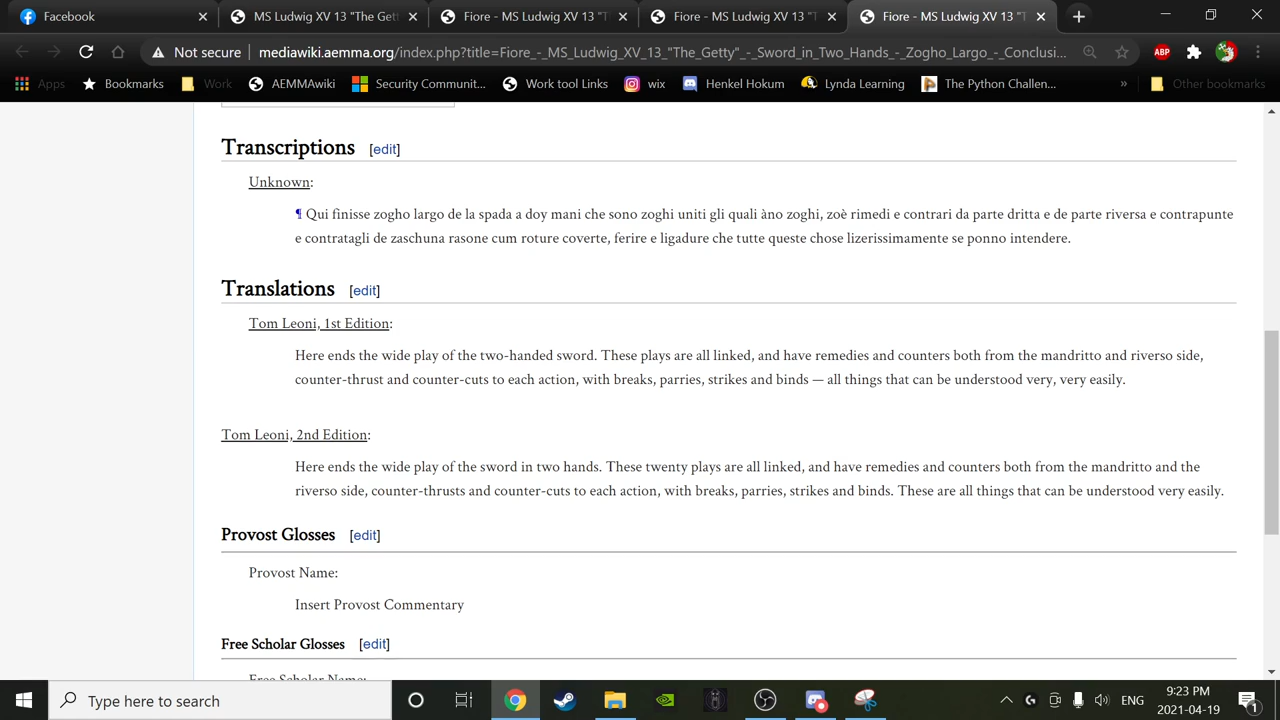 Facebook
MS Ludwig XV 13 "The Gett
Fiore - MS Ludwig XV 13 "T
Fiore - MS Ludwig XV 13 "T
Fiore - MS Ludwig XV 13 "T
Not secure | mediawiki.aemma.org/index.php?title=Fiore_-_MS_Ludwig_XV_13_"The_Getty"_-_Sword_in_Two_Hands_-_Zogho_Largo_-_Conclusi...
ABP
Apps Bookmarks Work AEMMAwiki Security Communit... Work tool Links wix Henkel Hokum Lynda Learning The Python Challen... » Other bookmarks
Transcriptions [edit]
Unknown:
¶ Qui finisse zogho largo de la spada a doy mani che sono zoghi uniti gli quali àno zoghi, zoè rimedi e contrari da parte dritta e de parte riversa e contrapunte
e contratagli de zaschuna rasone cum roture coverte, ferire e ligadure che tutte queste chose lizerissimamente se ponno intendere.
Translations [edit]
Tom Leoni, 1st Edition:
Here ends the wide play of the two-handed sword. These plays are all linked, and have remedies and counters both from the mandritto and riverso side,
counter-thrust and counter-cuts to each action, with breaks, parries, strikes and binds — all things that can be understood very, very easily.
Tom Leoni, 2nd Edition:
Here ends the wide play of the sword in two hands. These twenty plays are all linked, and have remedies and counters both from the mandritto and the
riverso side, counter-thrusts and counter-cuts to each action, with breaks, parries, strikes and binds. These are all things that can be understood very easily.
Provost Glosses [edit]
Provost Name:
Insert Provost Commentary
Free Scholar Glosses [edit]
Free Scholar Name:
Type here to search
ENG
9:23 PM
2021-04-19
1